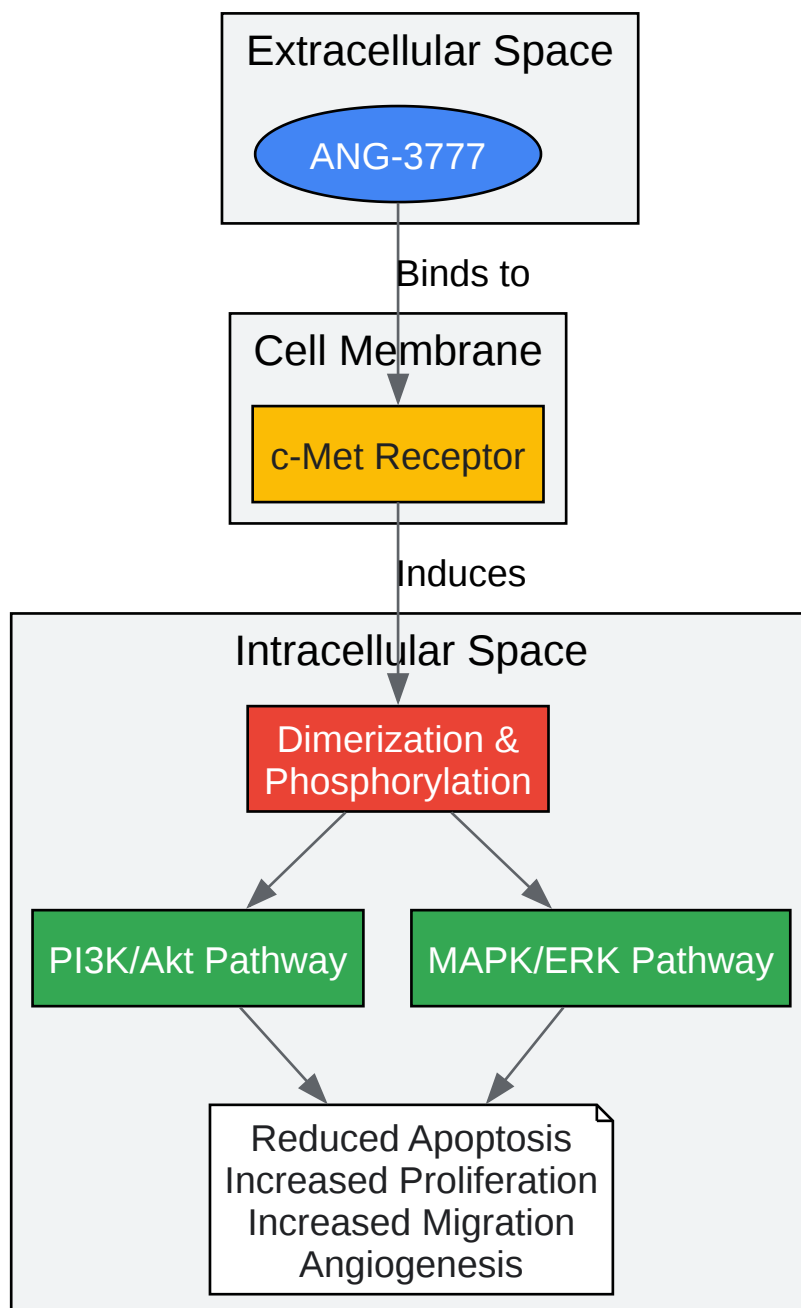 Extracellular Space
ANG-3777
Binds to
Cell Membrane
c-Met Receptor
Induces
Intracellular Space
Dimerization &
Phosphorylation
PI3K/Akt Pathway
MAPK/ERK Pathway
Reduced Apoptosis
Increased Proliferation
Increased Migration
Angiogenesis